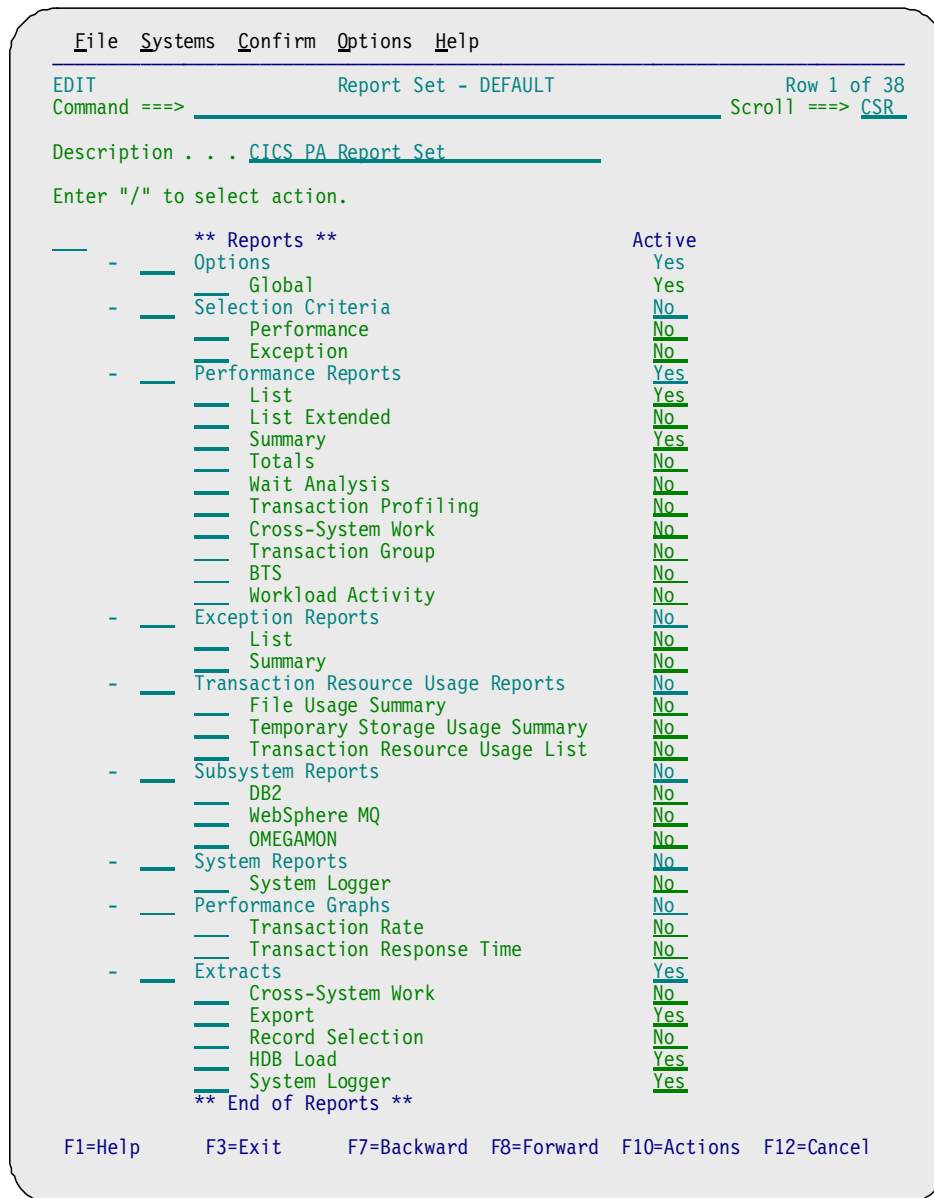 File Systems Confirm Options Help
EDIT Report Set - DEFAULT Row 1 of 38
Command ===> Scroll ===> CSR
Description . . . CICS PA Report Set
Enter "/" to select action.
** Reports ** Active
- Options Yes
Global Yes
- Selection Criteria No
Performance No
Exception No
- Performance Reports Yes
List Yes
List Extended No
Summary Yes
Totals No
Wait Analysis No
Transaction Profiling No
Cross-System Work No
Transaction Group No
BTS No
Workload Activity No
- Exception Reports No
List No
Summary No
- Transaction Resource Usage Reports No
File Usage Summary No
Temporary Storage Usage Summary No
Transaction Resource Usage List No
- Subsystem Reports No
DB2 No
WebSphere MQ No
OMEGAMON No
- System Reports No
System Logger No
- Performance Graphs No
Transaction Rate No
Transaction Response Time No
- Extracts Yes
Cross-System Work No
Export Yes
Record Selection No
HDB Load Yes
System Logger Yes
** End of Reports **
F1=Help F3=Exit F7=Backward F8=Forward F10=Actions F12=Cancel